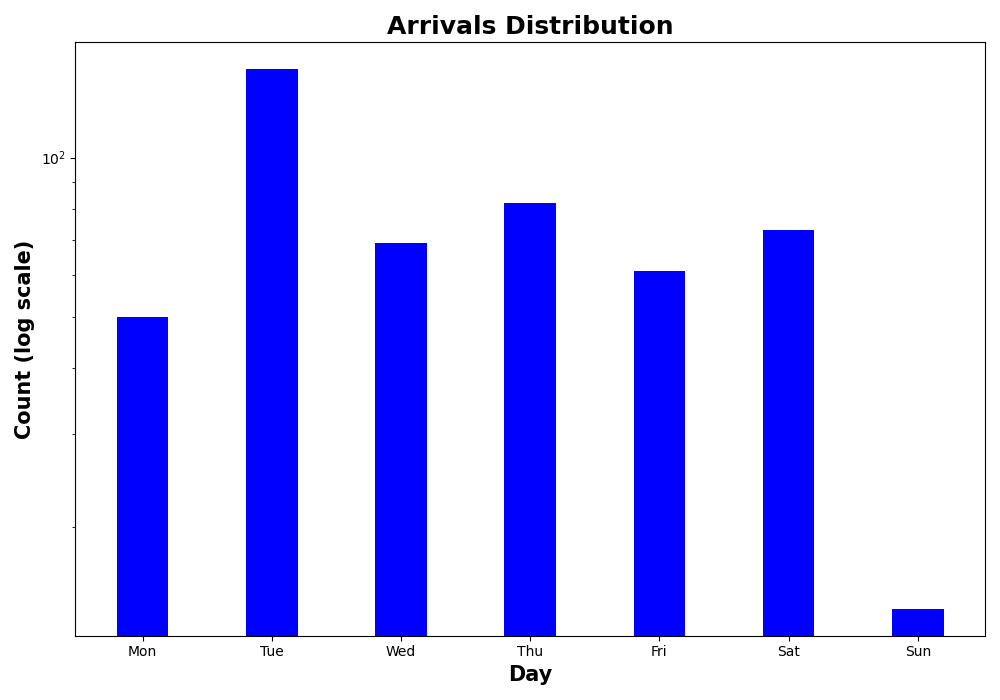 Arrivals Distribution
Count (log scale)
10²
Mon Tue Wed Thu Fri Sat Sun
Day